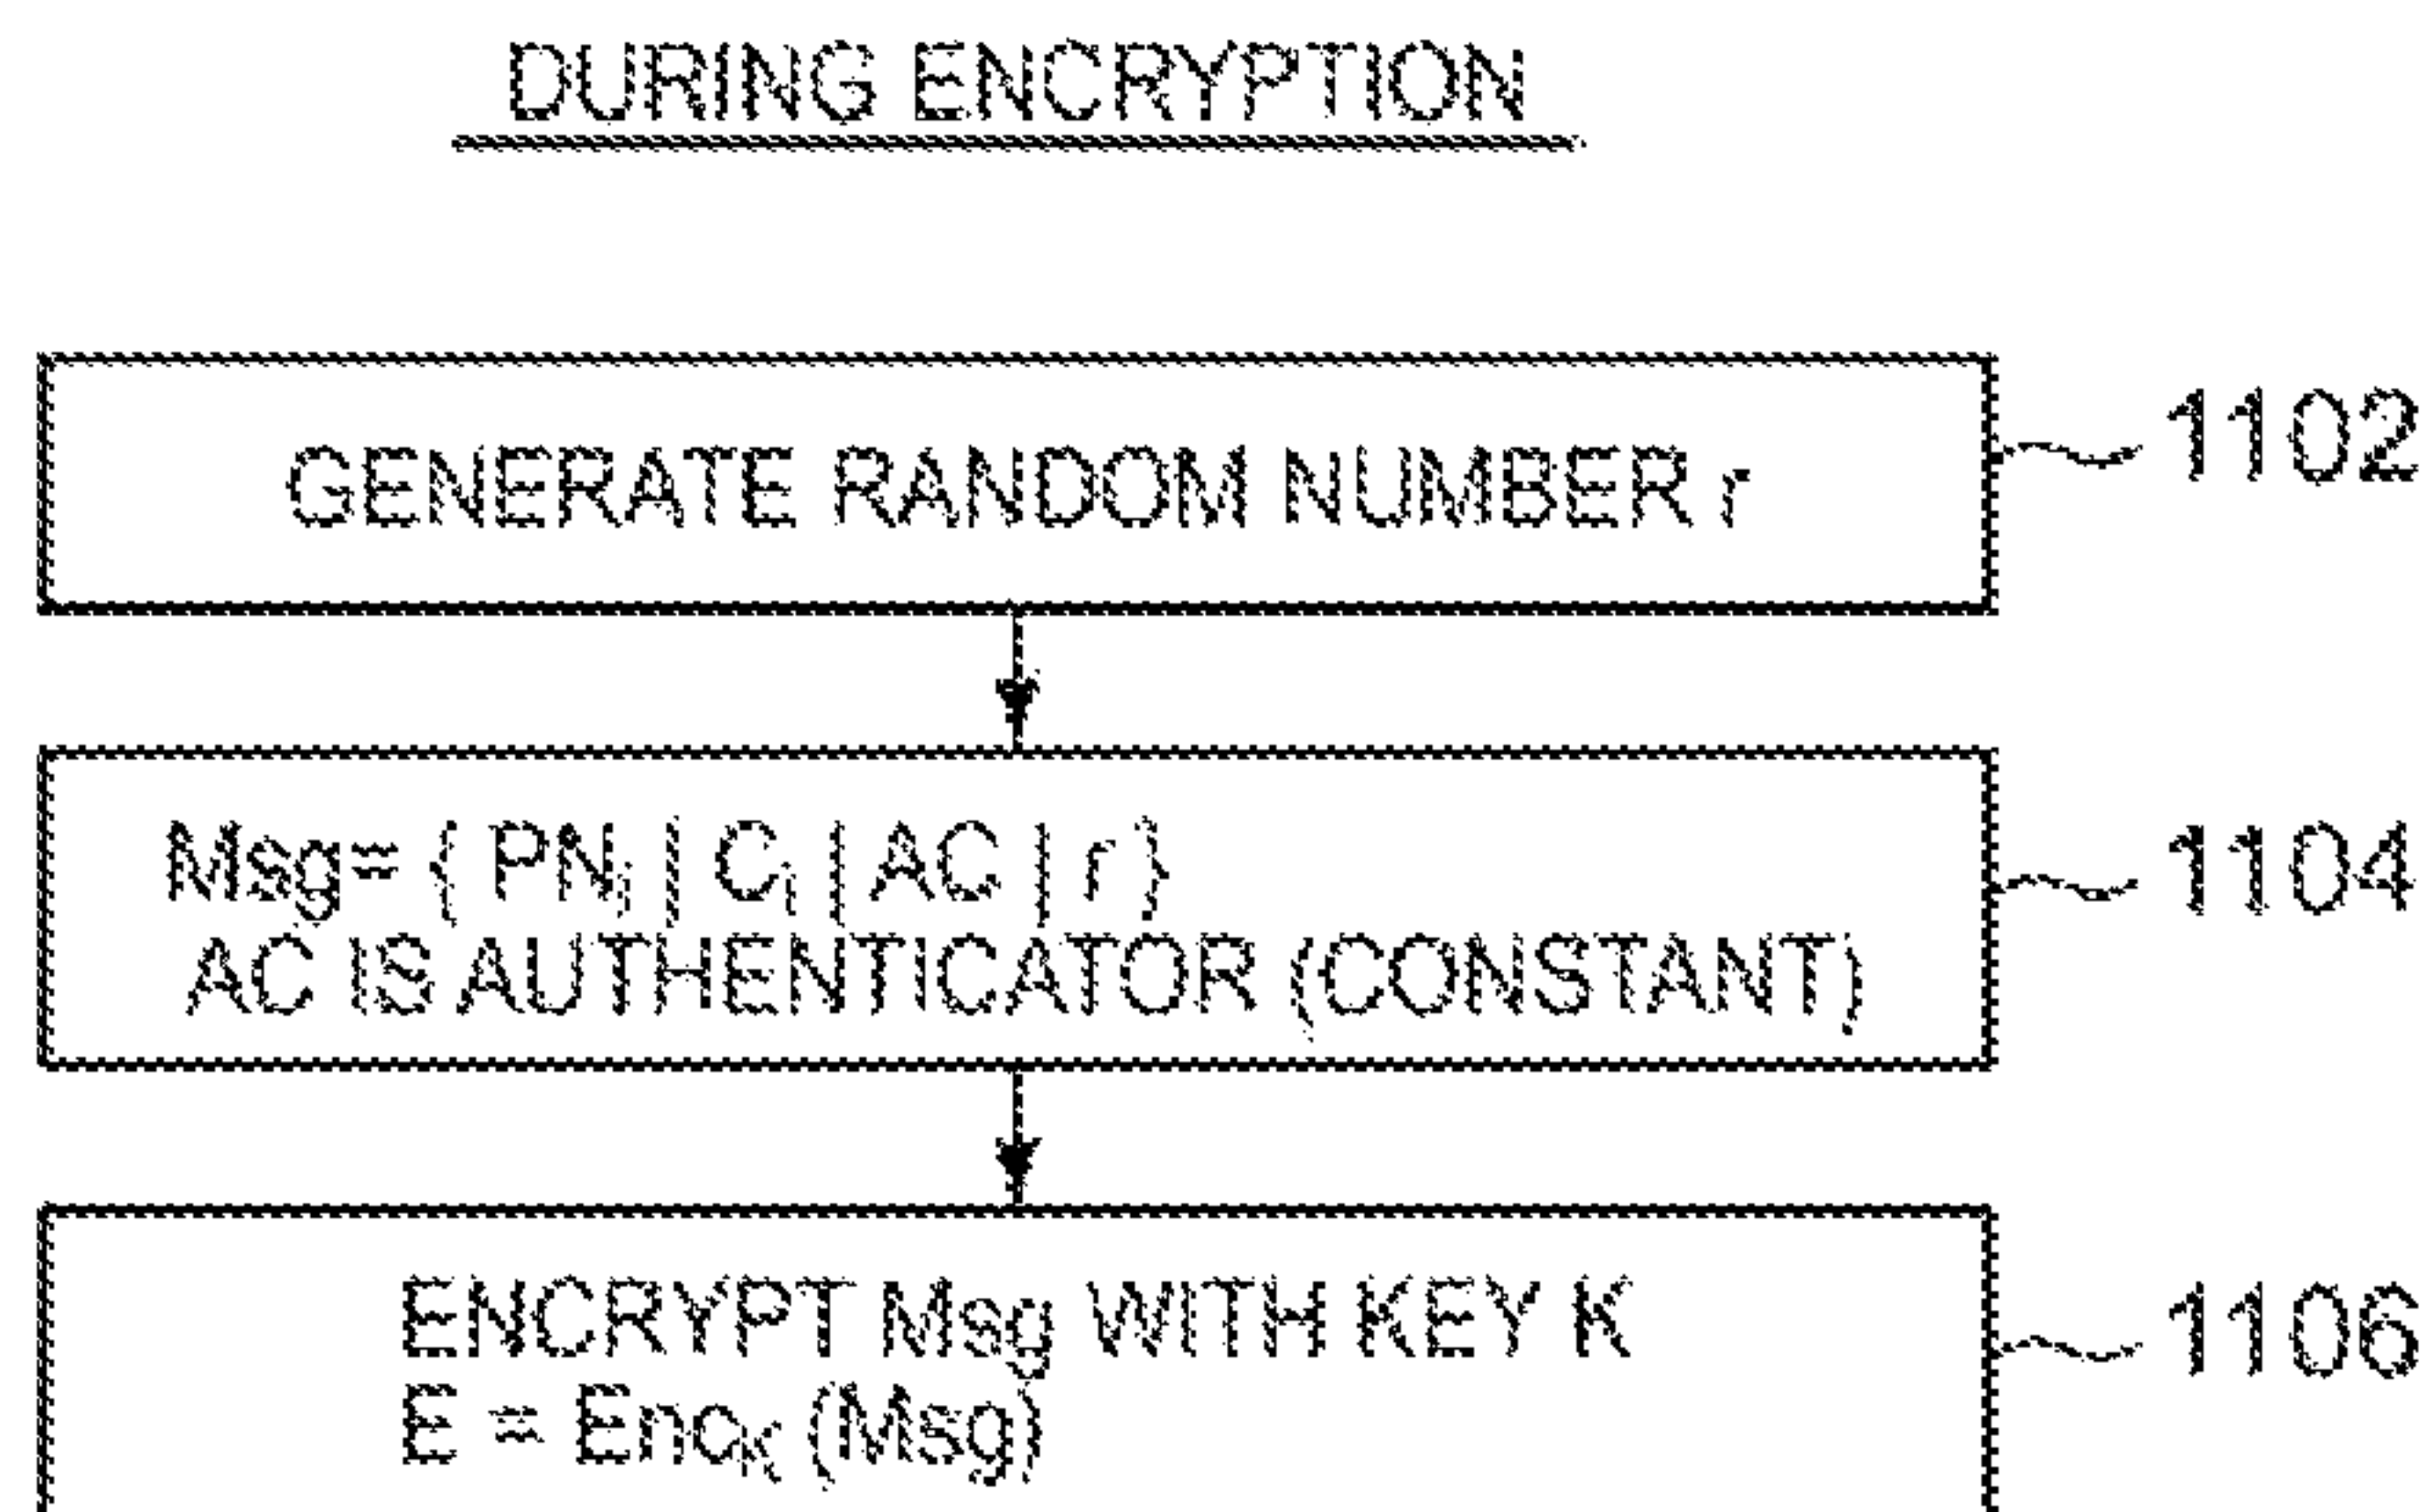 DURING ENCRYPTION
GENERATE RANDOM NUMBER r
1102
Msg= { PNi | Ci | AC | r }
AC IS AUTHENTICATOR (CONSTANT)
1104
ENCRYPT Msg WITH KEY K
E = EncK (Msg)
1106